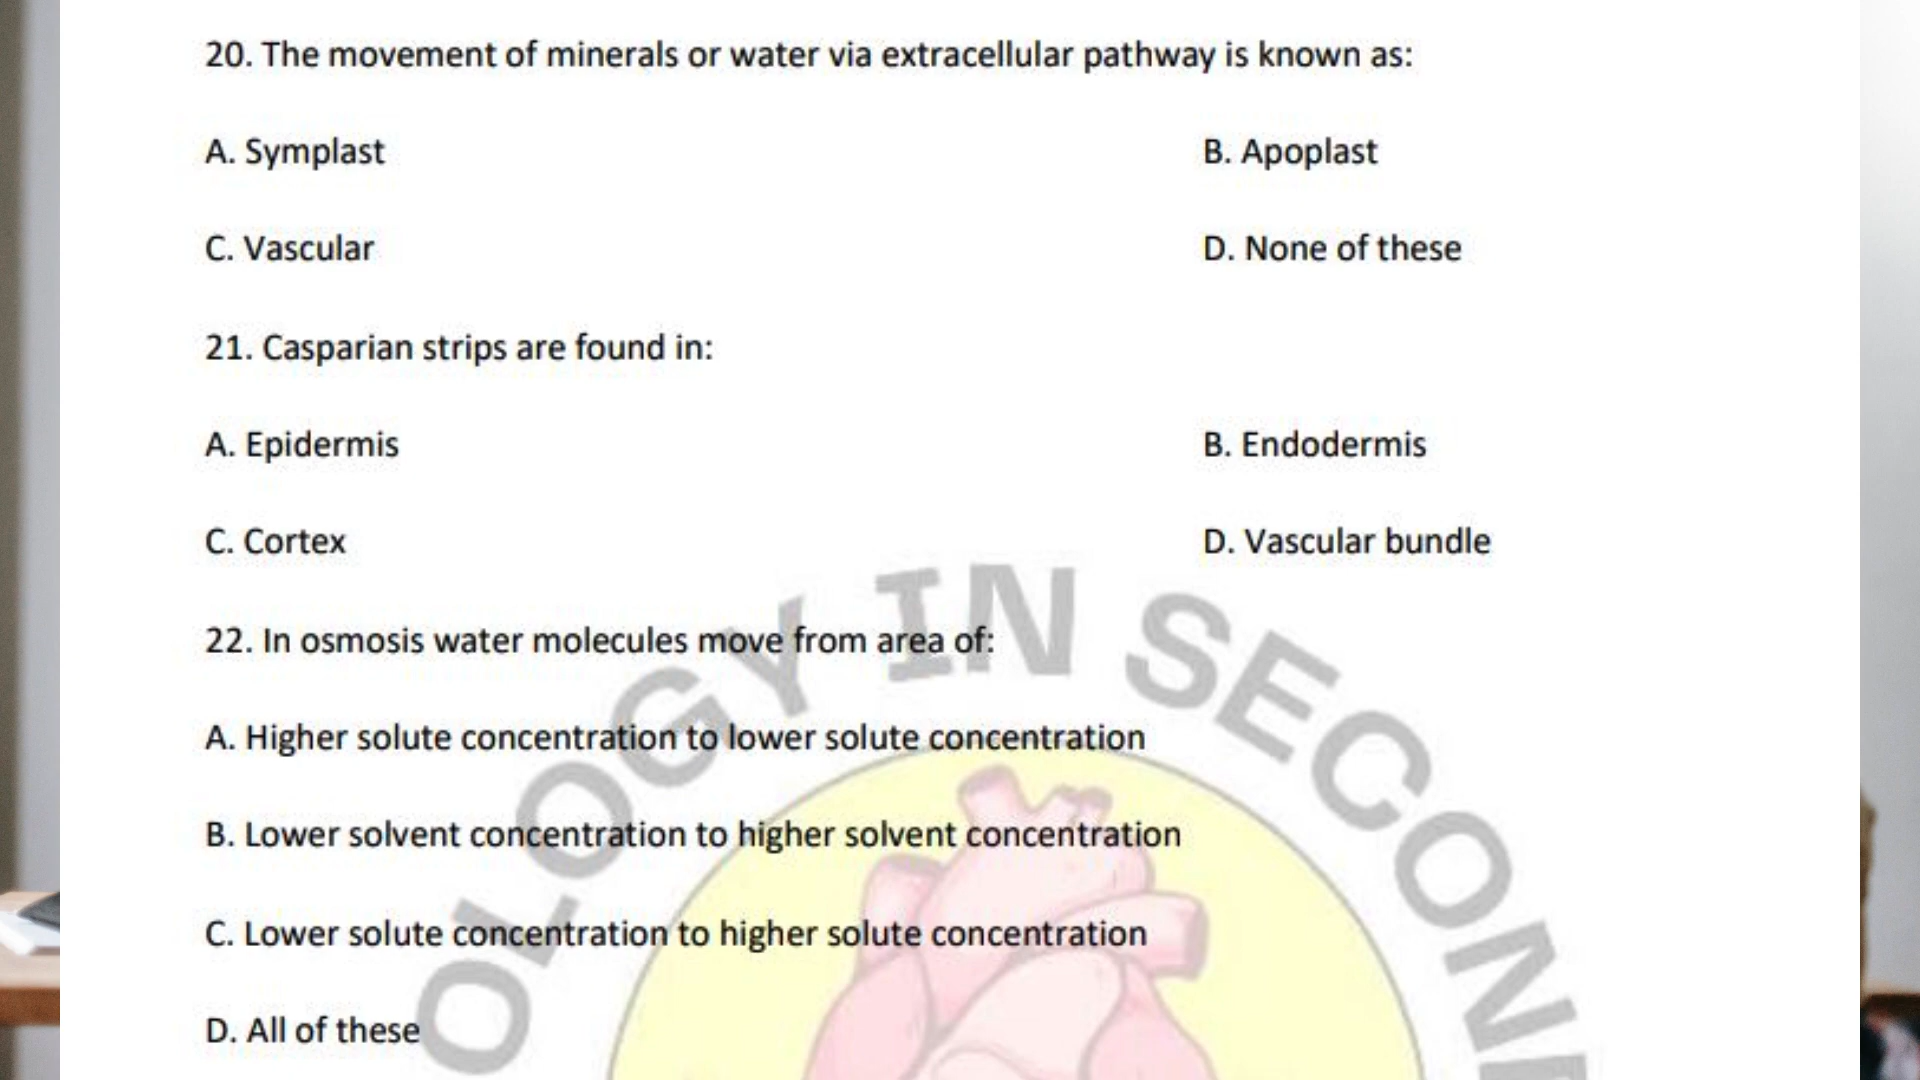 20. The movement of minerals or water via extracellular pathway is known as:
A. Symplast
B. Apoplast
C. Vascular
D. None of these
21. Casparian strips are found in:
A. Epidermis
B. Endodermis
C. Cortex
D. Vascular bundle
22. In osmosis water molecules move from area of:
A. Higher solute concentration to lower solute concentration
B. Lower solvent concentration to higher solvent concentration
C. Lower solute concentration to higher solute concentration
D. All of these
OLOGY IN SECON